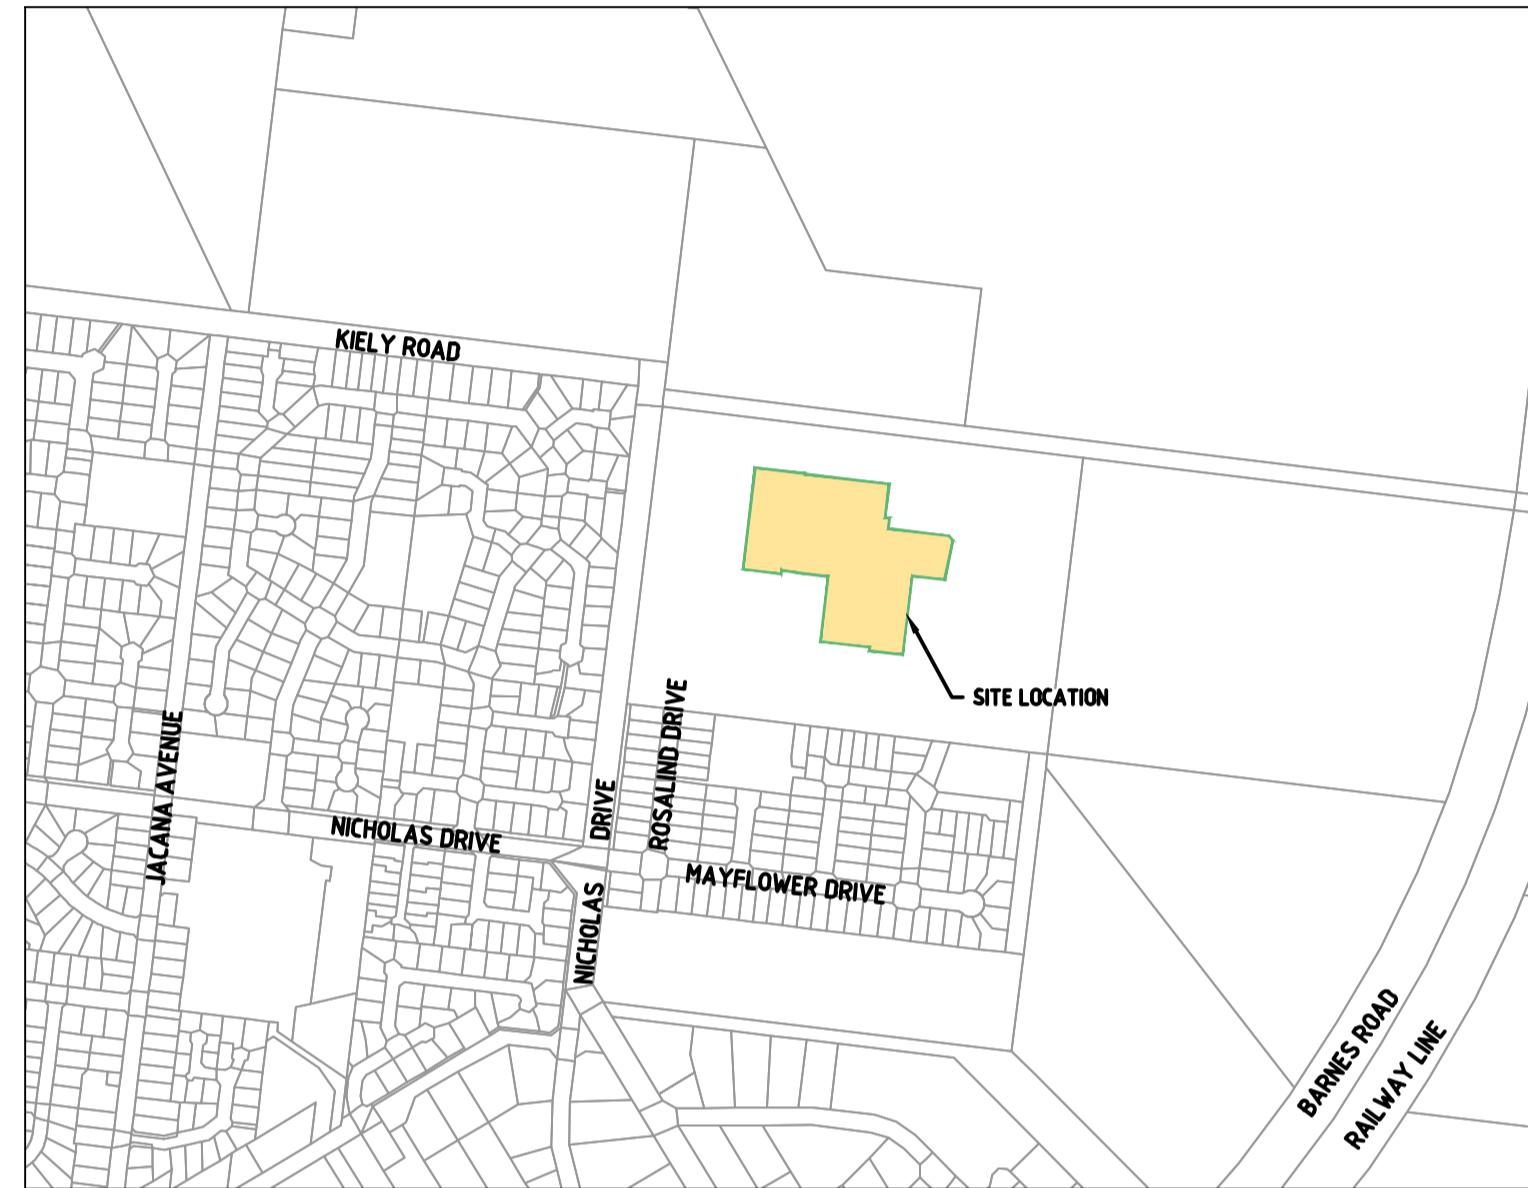 KIELY ROAD
SITE LOCATION
ROSALIND DRIVE
JACANA AVENUE
DRIVE
NICHOLAS DRIVE
MAYFLOWER DRIVE
NICHOLAS
BARNES ROAD
RAILWAY LINE